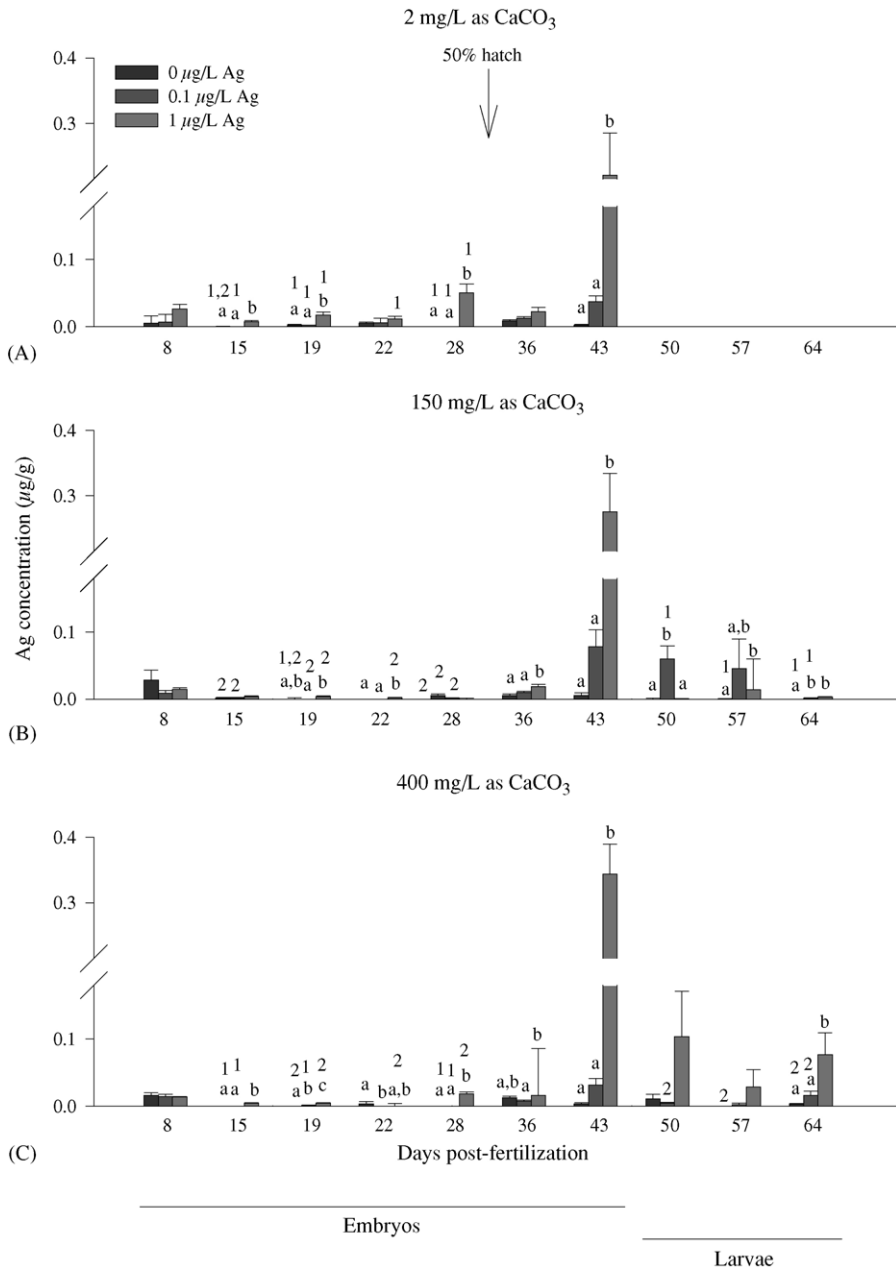 2 mg/L as CaCO₃
50% hatch
0 µg/L Ag
0.1 µg/L Ag
1 µg/L Ag
0.4
0.3
0.1
0.0
b
a a
1,2 1
a a b
1 1 1
a a b
1
1 1 1
a a b
8 15 19 22 28 36 43 50 57 64
(A)
150 mg/L as CaCO₃
0.4
0.3
0.1
0.0
b
a
2 2
1,2 2 2
a,b a b
2
a a b
2 2 2
a a b
1
a b a
a,b
1 b
a
1 1
a b b
8 15 19 22 28 36 43 50 57 64
(B)
Ag concentration (µg/g)
400 mg/L as CaCO₃
0.4
0.3
0.1
0.0
b
1 1
a a b
2 1 2
a b c
2
a b a,b
1 1 2
a a b
a,b a b
a a
2
2
2 2 b
a a
8 15 19 22 28 36 43 50 57 64
(C)
Days post-fertilization
Embryos
Larvae